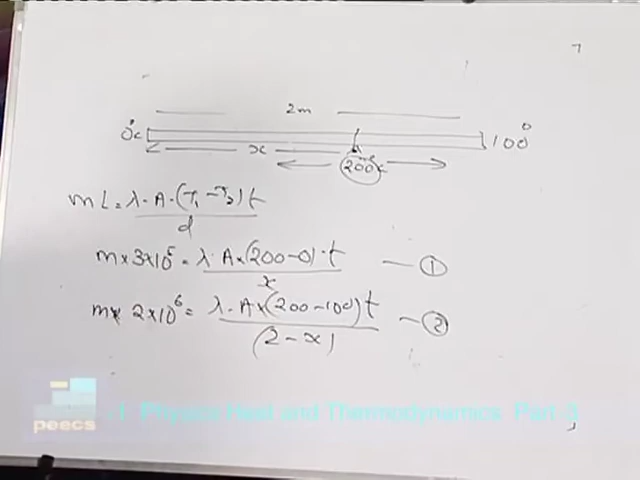 2m
0°c
100°
x
200°c
mL = λ·A·(T₁-T₂)t / d
m×3×10⁵ = λ·A×(200-0)·t / x — ①
m× 2×10⁶ = λ·A×(200-100)t / (2-x) — ②
-1 Physics Heat and Thermodynamics Part-3
peecs